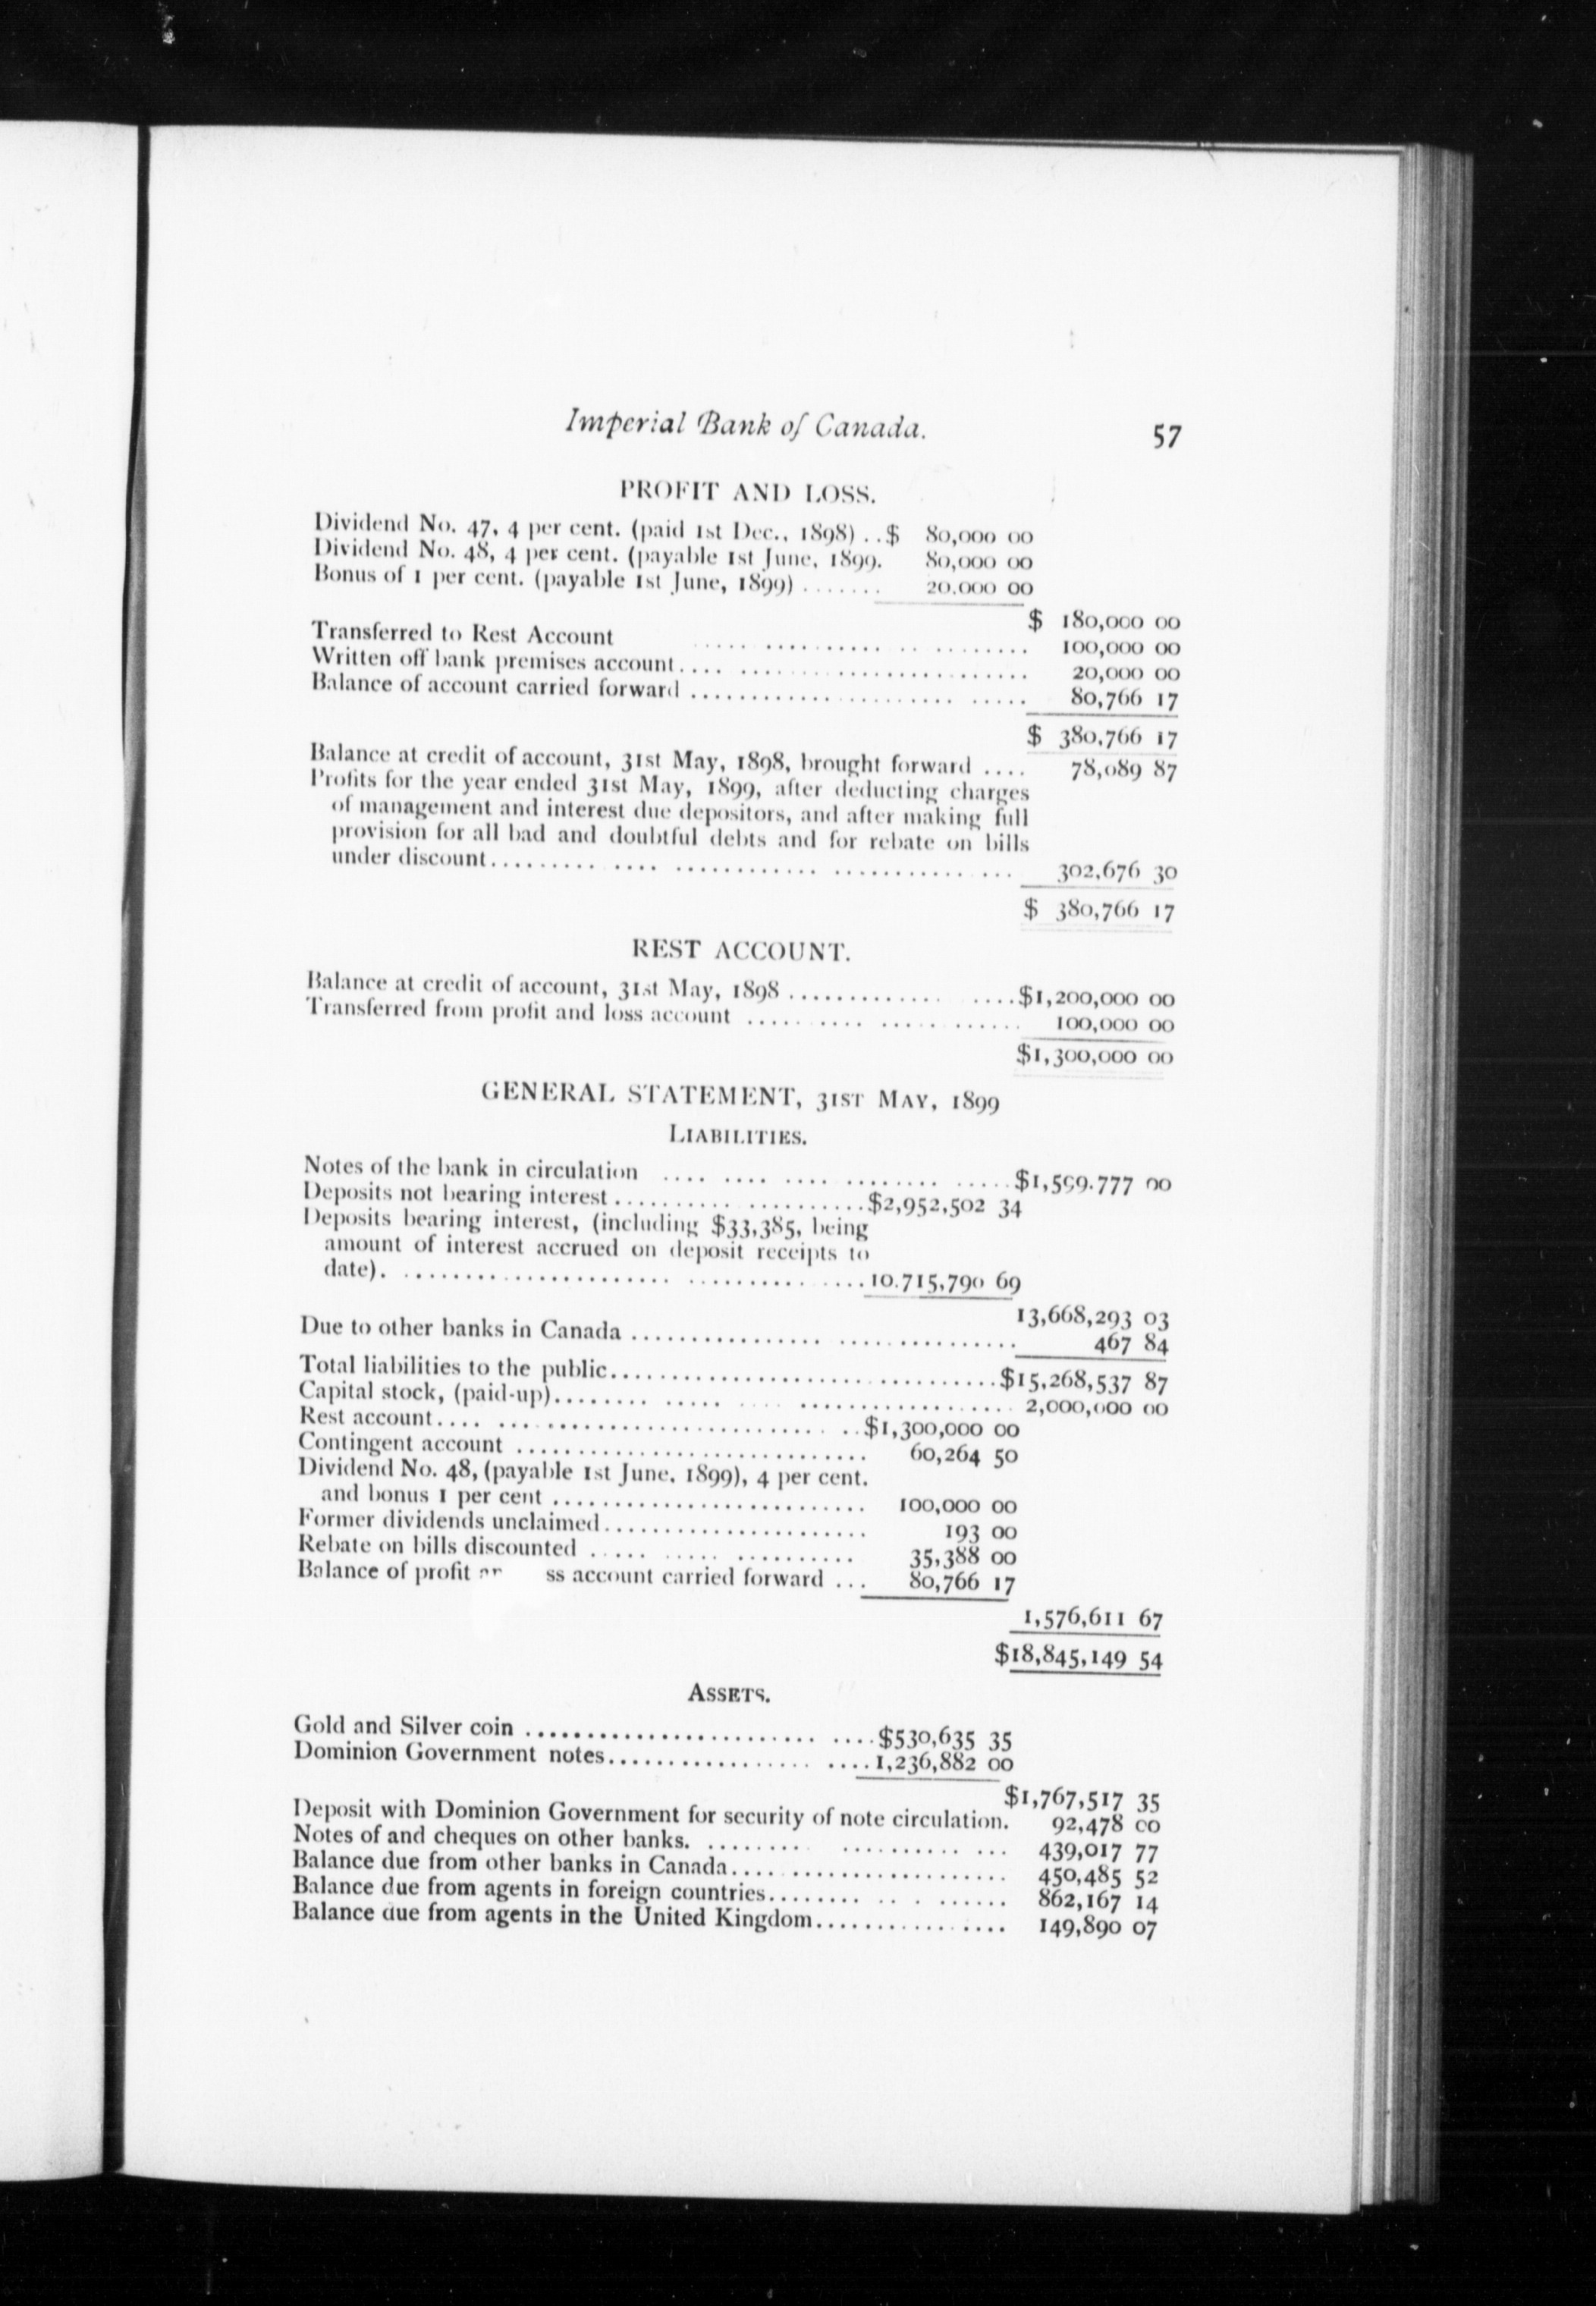 Imperial Bank of Canada. 57
PROFIT AND LOSS.
Dividend No. 47, 4 per cent. (paid 1st Dec., 1898) ..$ 80,000 00
Dividend No. 48, 4 per cent. (payable 1st June, 1899. 80,000 00
Bonus of 1 per cent. (payable 1st June, 1899) ....... 20.000 00
$ 180,000 00
Transferred to Rest Account ..... ........... .. ........ 100,000 00
Written off bank premises account.... ........................ 20,000 00
Balance of account carried forward ...................... ..... 80,766 17
$ 380,766 17
Balance at credit of account, 31st May, 1898, brought forward .... 78,089 87
Profits for the year ended 31st May, 1899, after deducting charges
of management and interest due depositors, and after making full
provision for all bad and doubtful debts and for rebate on bills
under discount......... .... ............ ............... 302,676 30
$ 380,766 17
REST ACCOUNT.
Balance at credit of account, 31st May, 1898 ............. ....$1,200,000 00
Transferred from profit and loss account ..... .... ..... ...... 100,000 00
$1,300,000 00
GENERAL STATEMENT, 31ST MAY, 1899
LIABILITIES.
Notes of the bank in circulation .... .... .... ........ .....$1,599.777 00
Deposits not bearing interest .......... ..........$2,952,502 34
Deposits bearing interest, (including $33,385, being
amount of interest accrued on deposit receipts to
date). ...................... ...............10.715,790 69
13,668,293 03
Due to other banks in Canada ................ ............... 467 84
Total liabilities to the public................................$15,268,537 87
Capital stock, (paid-up)........ ..... .... .................. 2,000,000 00
Rest account.... ............................. ..$1,300,000 00
Contingent account ............................. 60,264 50
Dividend No. 48, (payable 1st June, 1899), 4 per cent.
and bonus 1 per cent .......................... 100,000 00
Former dividends unclaimed...................... 193 00
Rebate on bills discounted ..... ..... .......... 35,388 00
Balance of profit ss account carried forward ... 80,766 17
1,576,611 67
$18,845,149 54
ASSETS.
Gold and Silver coin ........................ ....$530,635 35
Dominion Government notes................. ....1,236,882 00
$1,767,517 35
Deposit with Dominion Government for security of note circulation. 92,478 00
Notes of and cheques on other banks. ......... .......... ... 439,017 77
Balance due from other banks in Canada....................... 450,485 52
Balance due from agents in foreign countries........ .. . ...... 862,167 14
Balance due from agents in the United Kingdom................ 149,890 07